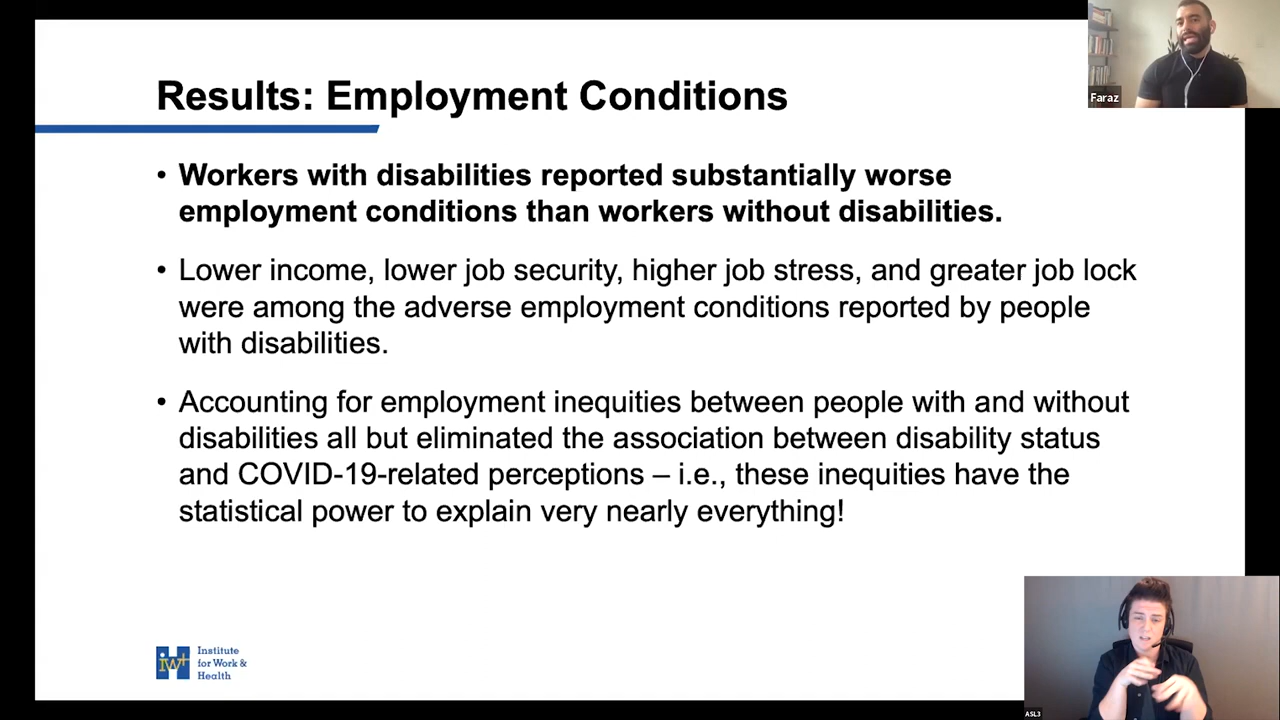 Results: Employment Conditions
Faraz
• Workers with disabilities reported substantially worse
employment conditions than workers without disabilities.
• Lower income, lower job security, higher job stress, and greater job lock
were among the adverse employment conditions reported by people
with disabilities.
• Accounting for employment inequities between people with and without
disabilities all but eliminated the association between disability status
and COVID-19-related perceptions – i.e., these inequities have the
statistical power to explain very nearly everything!
iw+
Institute
for Work &
Health
ASL3